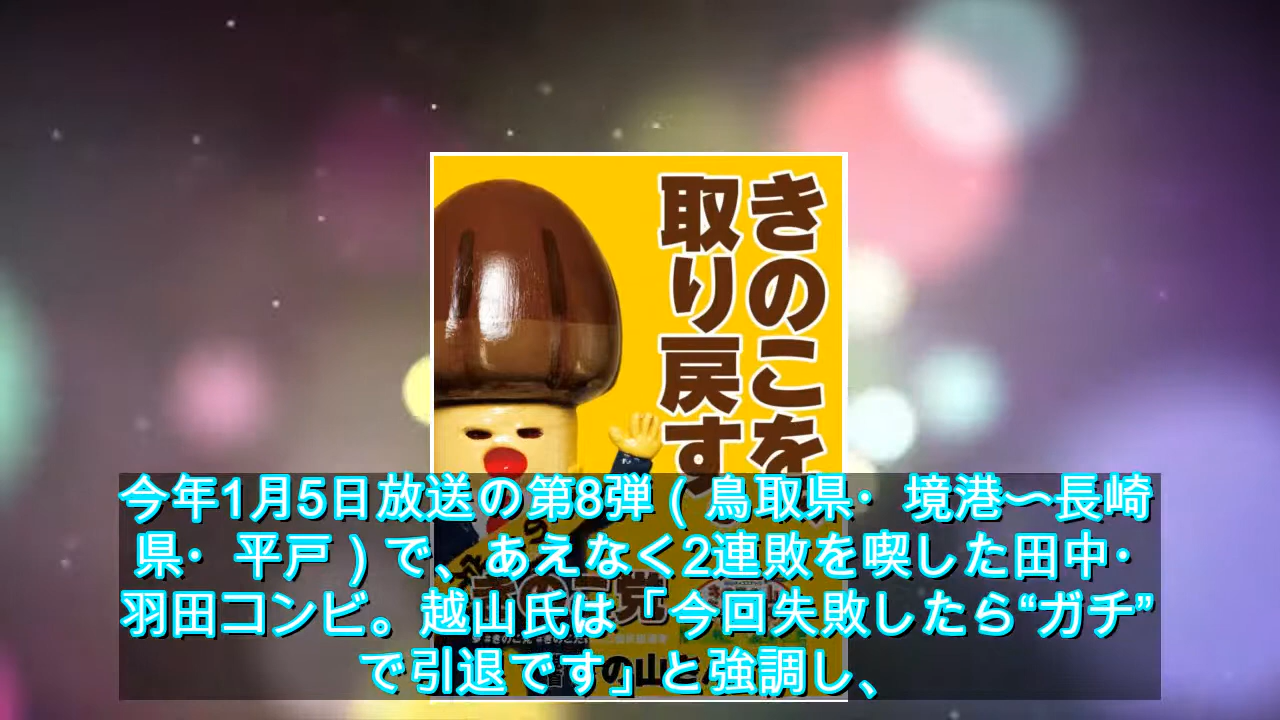 きのこを、
取り戻す
今年1月5日放送の第8弾（鳥取県・境港〜長崎
県・平戸）で、あえなく2連敗を喫した田中・
羽田コンビ。越山氏は「今回失敗したら“ガチ”
で引退です」と強調し、